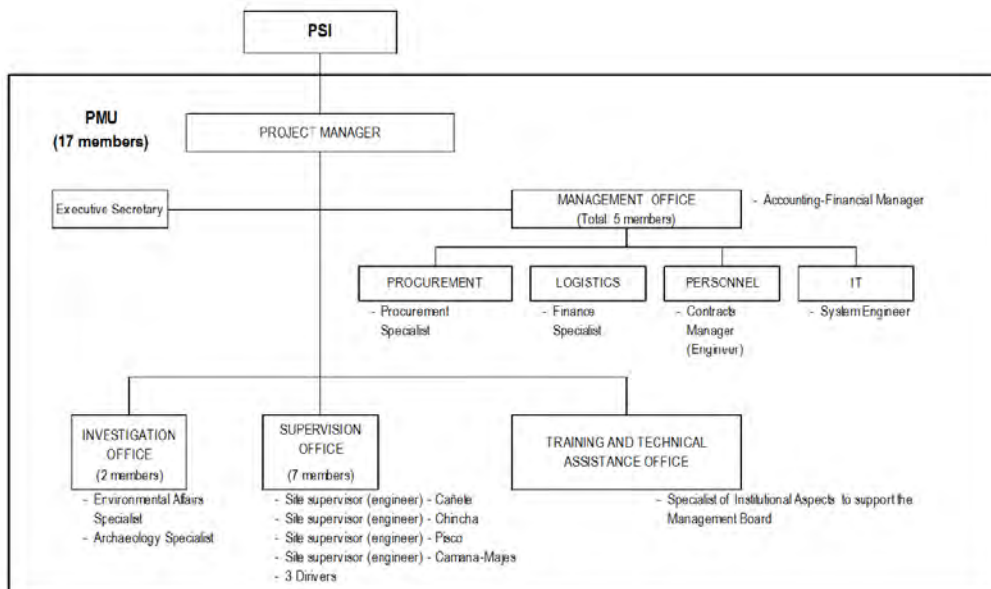 PSI
PMU
(17 members)
PROJECT MANAGER
Executive Secretary
MANAGEMENT OFFICE
(Total: 5 members)
- Accounting-Financial Manager
PROCUREMENT
LOGISTICS
PERSONNEL
IT
- Procurement
Specialist
- Finance
Specialist
- Contracts
Manager
(Engineer)
- System Engineer
INVESTIGATION
OFFICE
(2 members)
SUPERVISION
OFFICE
(7 members)
TRAINING AND TECHNICAL
ASSISTANCE OFFICE
- Environmental Affairs
Specialist
- Archaeology Specialist
- Site supervisor (engineer) - Cañete
- Site supervisor (engineer) - Chincha
- Site supervisor (engineer) - Pisco
- Site supervisor (engineer) - Camana-Majes
- 3 Dirivers
- Specialist of Institutional Aspects to support the
Management Board